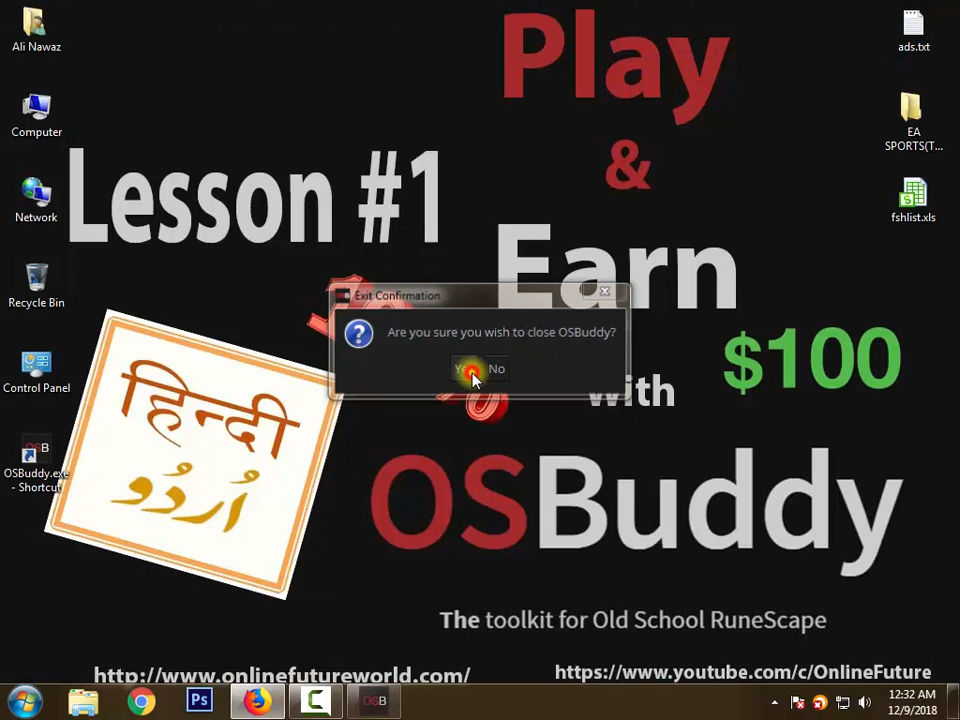 Ali Nawaz
Computer
Network
Recycle Bin
Control Panel
OSB
OSBuddy.exe
- Shortcut
ads.txt
EA
SPORTS(T...
fshlist.xls
Play
&
Earn
with
$100
Lesson #1
Exit Confirmation
Are you sure you wish to close OSBuddy?
No
हिन्दी
اُردُو
OSBuddy
The toolkit for Old School RuneScape
http://www.onlinefutureworld.com/
https://www.youtube.com/c/OnlineFuture
Ps
OSB
12:32 AM
12/9/2018